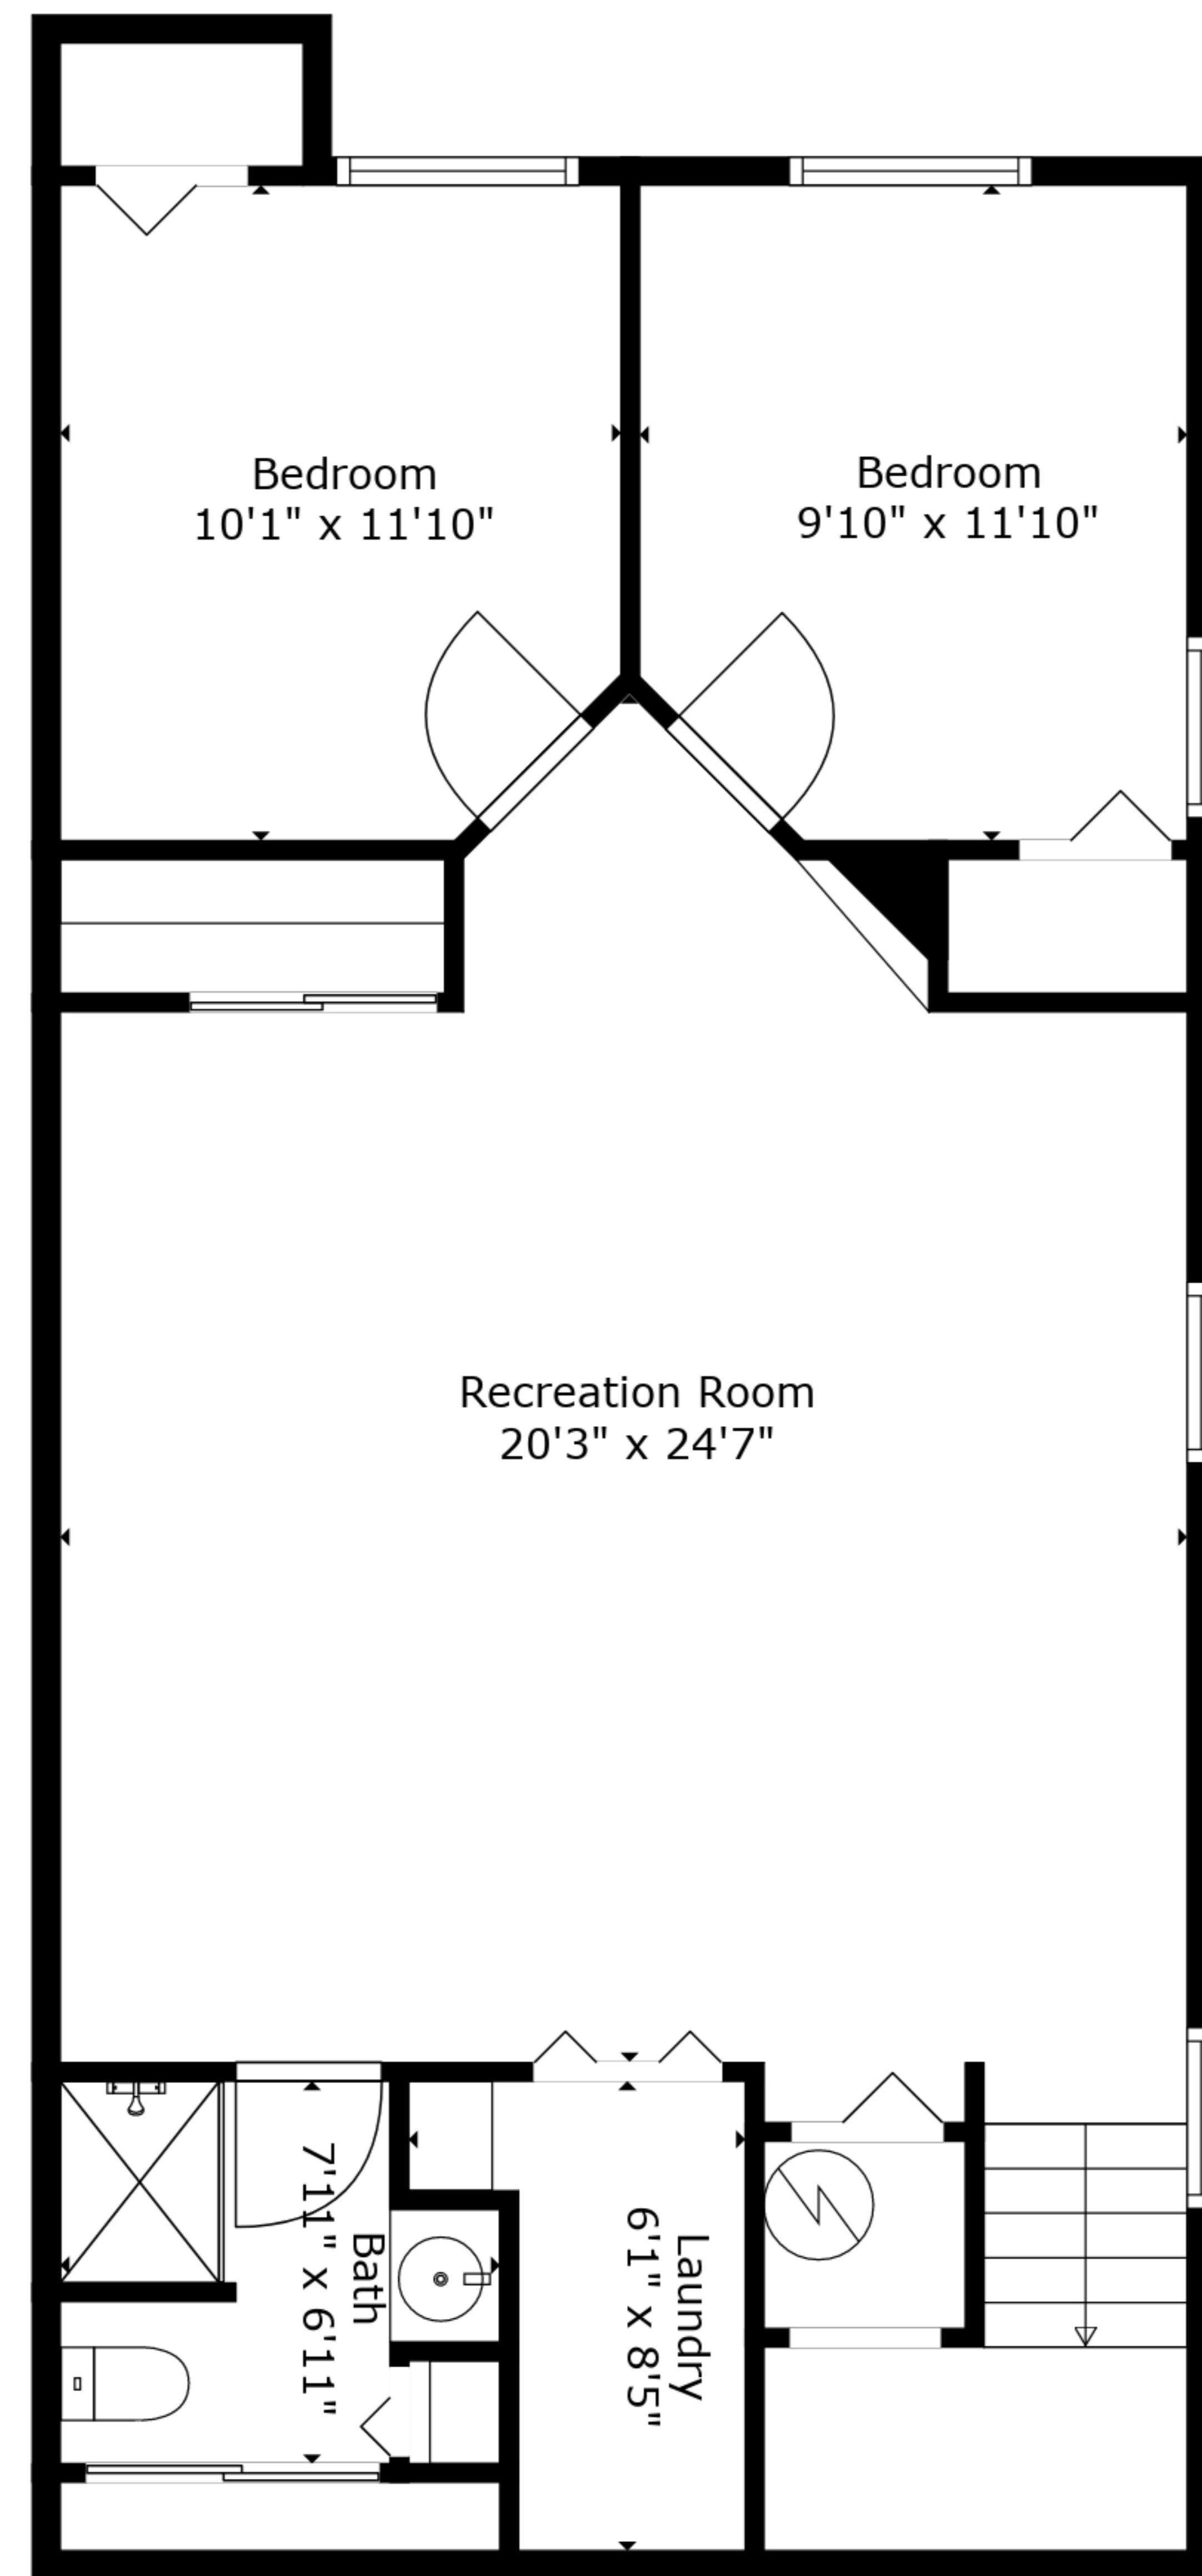 Bedroom
10'1" x 11'10"
Bedroom
9'10" x 11'10"
Recreation Room
20'3" x 24'7"
Bath
7'11" x 6'11"
Laundry
6'1" x 8'5"